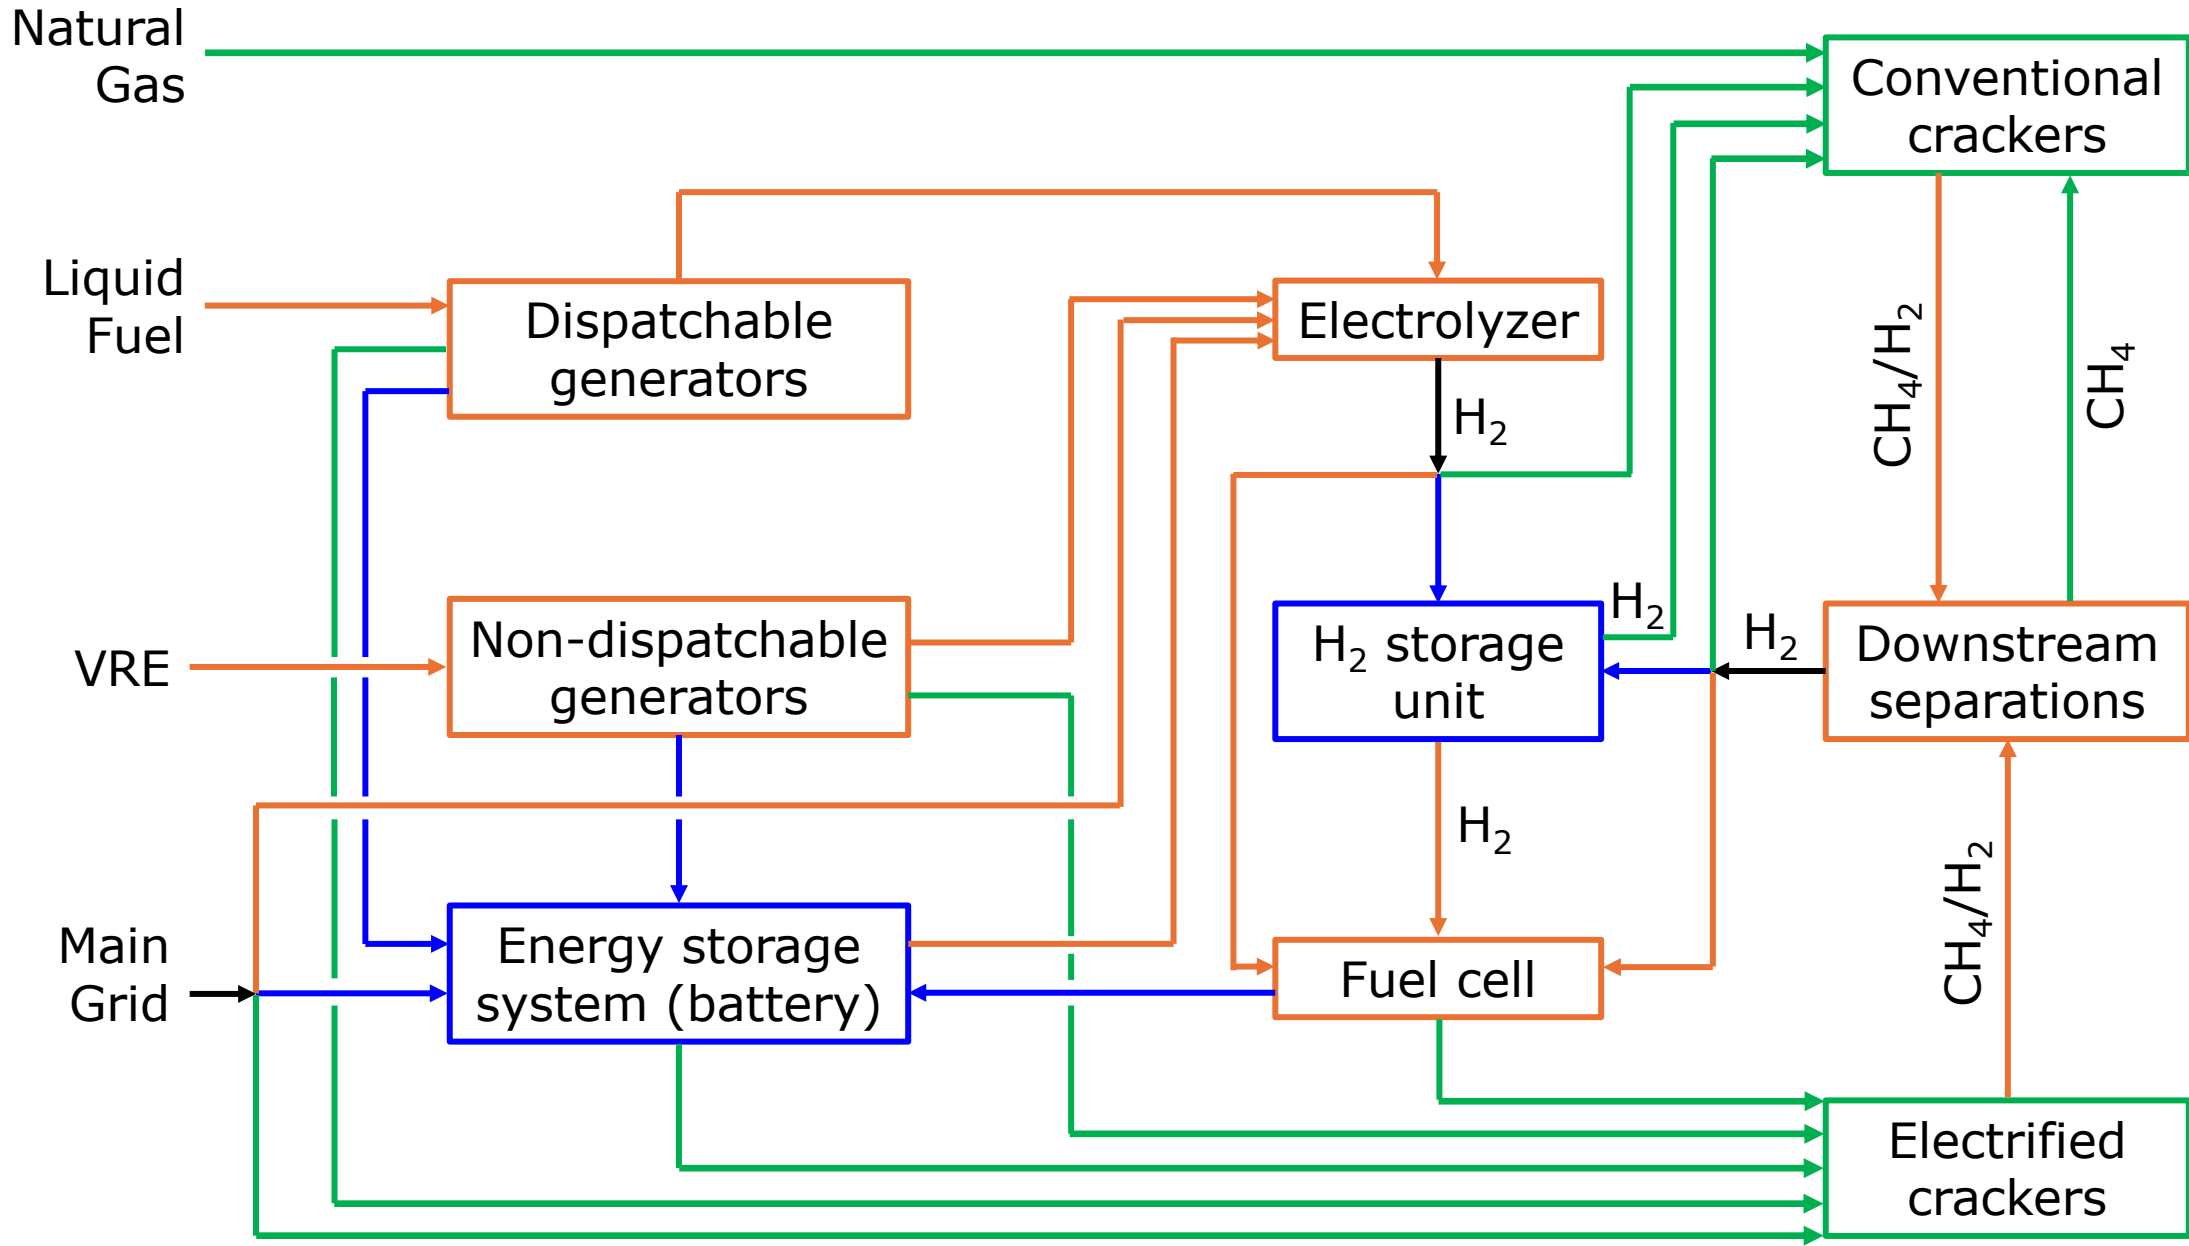 Natural
Gas
Conventional
crackers
Liquid
Fuel
Dispatchable
generators
Electrolyzer
H₂
CH₄/H₂
CH₄
VRE
Non-dispatchable
generators
H₂ storage
unit
H₂
H₂
Downstream
separations
H₂
CH₄/H₂
Main
Grid
Energy storage
system (battery)
Fuel cell
Electrified
crackers